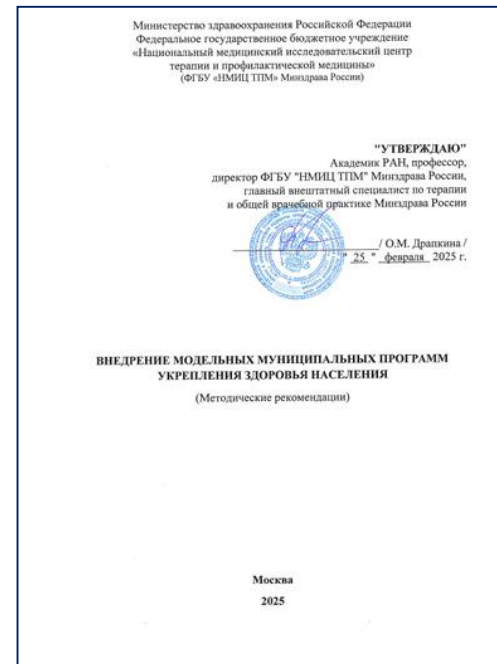 Министерство здравоохранения Российской Федерации
Федеральное государственное бюджетное учреждение
«Национальный медицинский исследовательский центр
терапии и профилактической медицины»
(ФГБУ «НМИЦ ТПМ» Минздрава России)
"УТВЕРЖДАЮ"
Академик РАН, профессор,
директор ФГБУ "НМИЦ ТПМ" Минздрава России,
главный внештатный специалист по терапии
и общей врачебной практике Минздрава России
/ О.М. Драпкина /
" 25 " февраля 2025 г.
ВНЕДРЕНИЕ МОДЕЛЬНЫХ МУНИЦИПАЛЬНЫХ ПРОГРАММ
УКРЕПЛЕНИЯ ЗДОРОВЬЯ НАСЕЛЕНИЯ
(Методические рекомендации)
Москва
2025